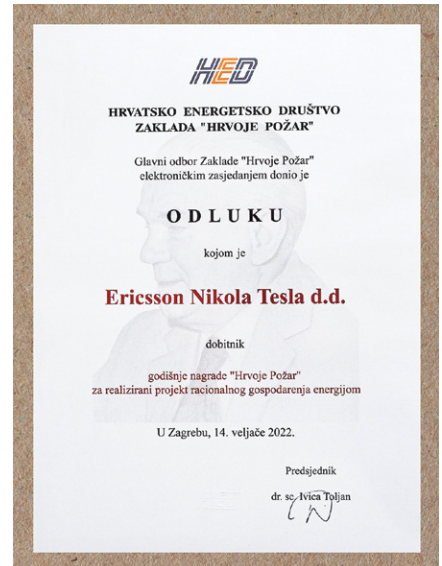 HED
HRVATSKO ENERGETSKO DRUŠTVO
ZAKLADA "HRVOJE POŽAR"
Glavni odbor Zaklade "Hrvoje Požar"
elektroničkim zasjedanjem donio je
ODLUKU
kojom je
Ericsson Nikola Tesla d.d.
dobitnik
godišnje nagrade "Hrvoje Požar"
za realizirani projekt racionalnog gospodarenja energijom
U Zagrebu, 14. veljače 2022.
Predsjednik
dr. sc. Ivica Toljan